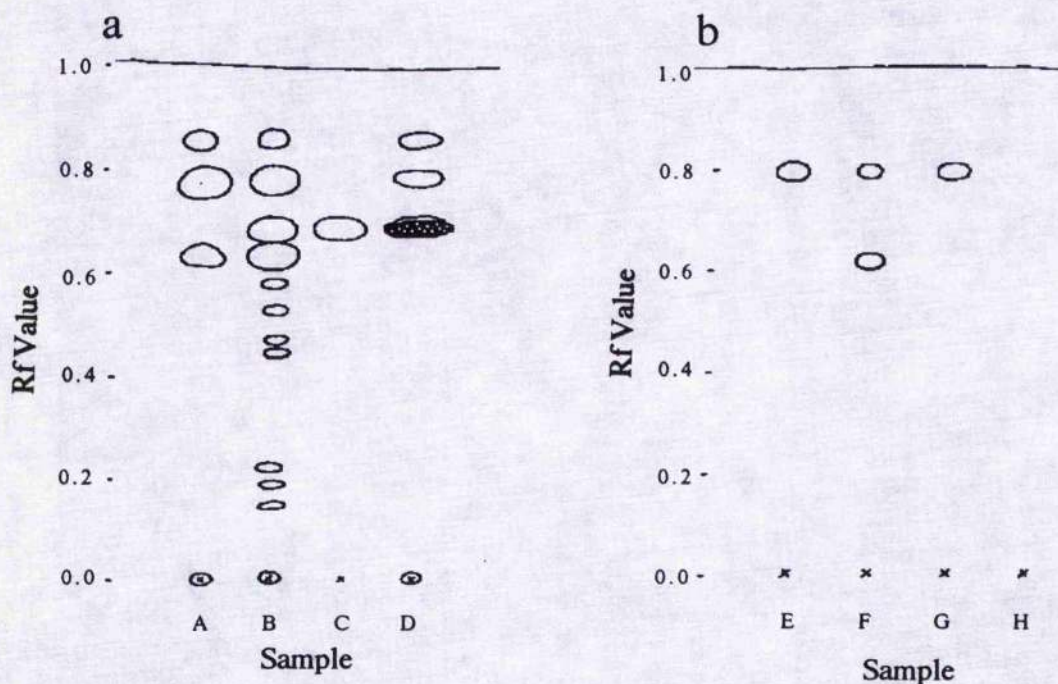 a
1.0 -
0.8 -
0.6 -
0.4 -
0.2 -
0.0 -
Rf Value
A B C D
Sample
b
1.0 -
0.8 -
0.6 -
0.4 -
0.2 -
0.0 -
Rf Value
E F G H
Sample